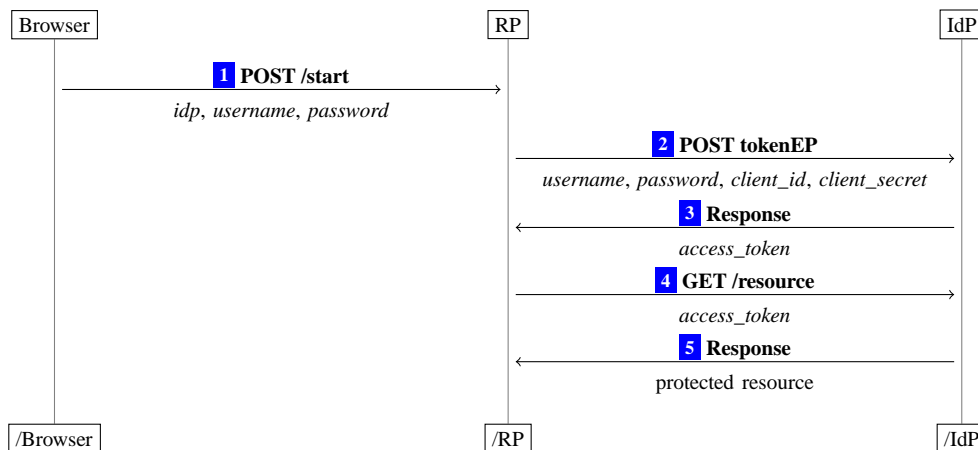 Browser RP IdP
1 POST /start
idp, username, password
2 POST tokenEP
username, password, client_id, client_secret
3 Response
access_token
4 GET /resource
access_token
5 Response
protected resource
/Browser /RP /IdP